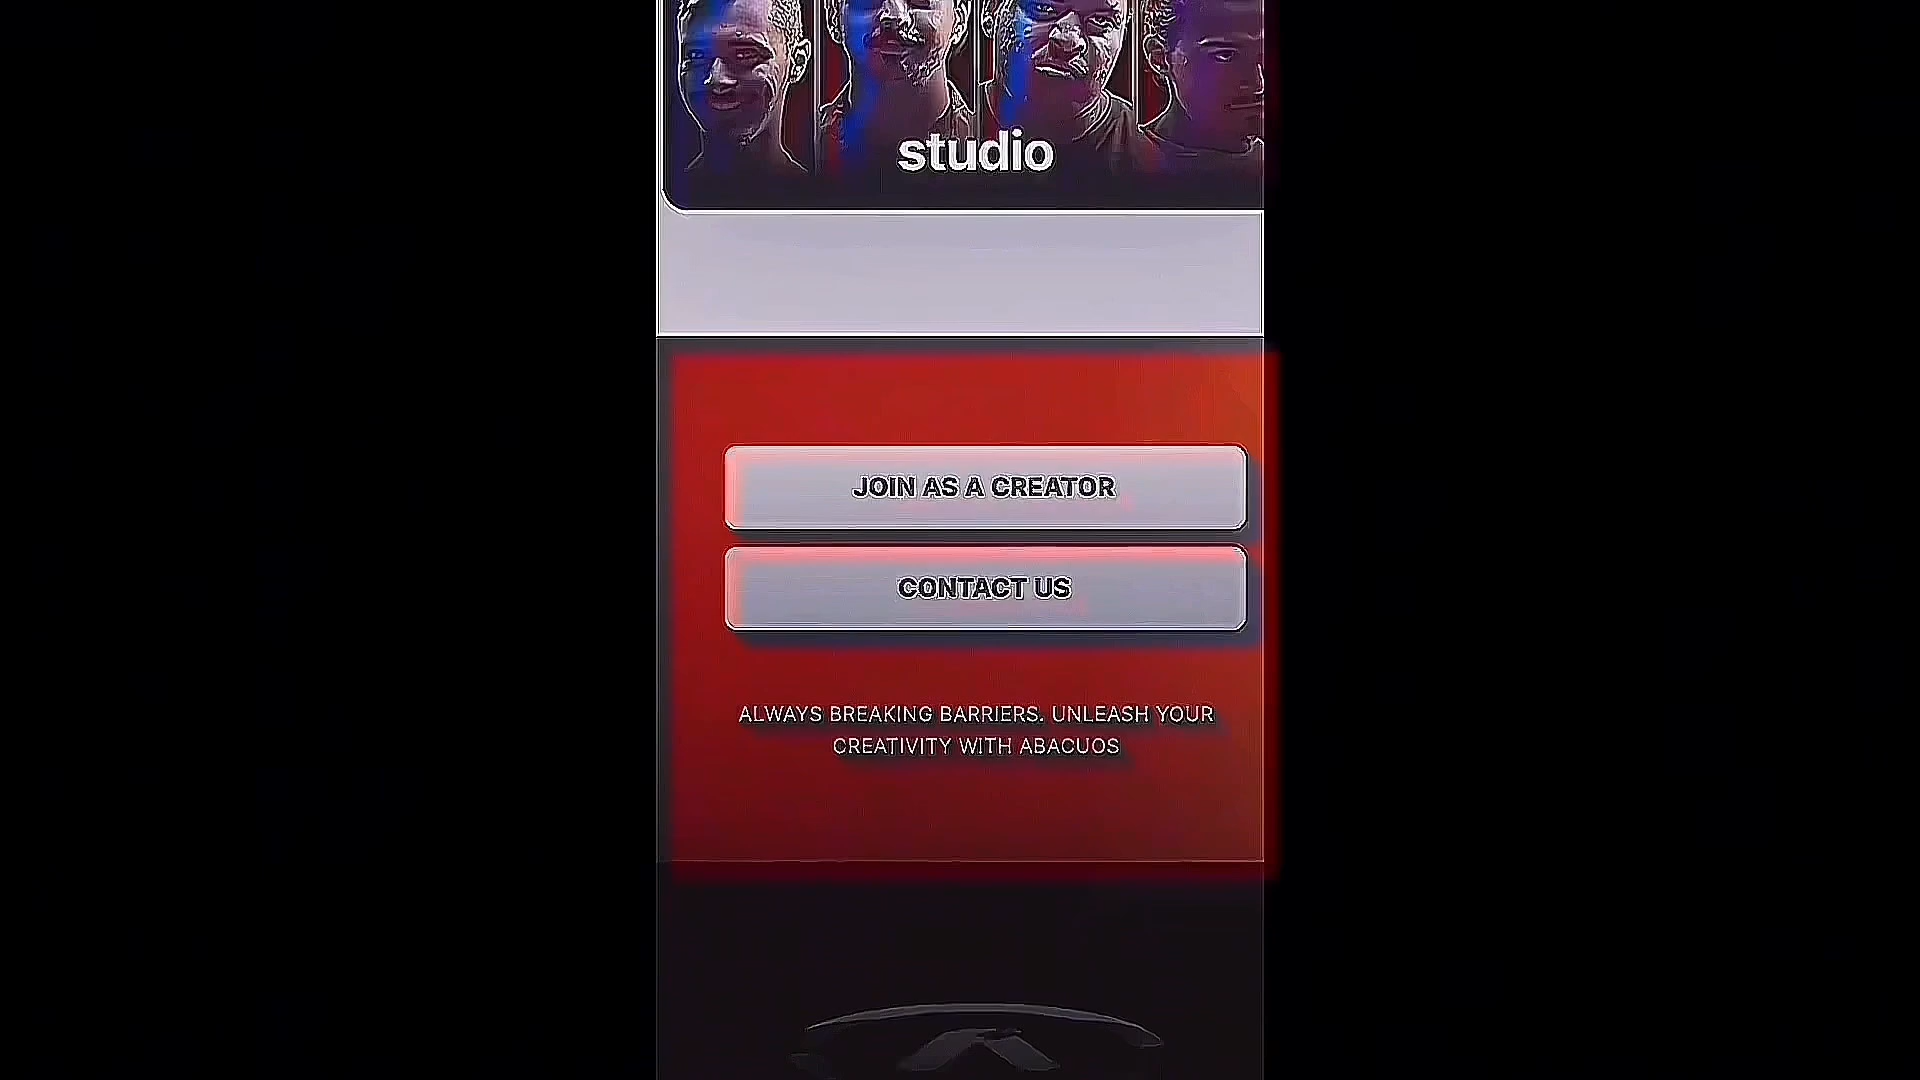 studio
JOIN AS A CREATOR
CONTACT US
ALWAYS BREAKING BARRIERS. UNLEASH YOUR
CREATIVITY WITH ABACUOS